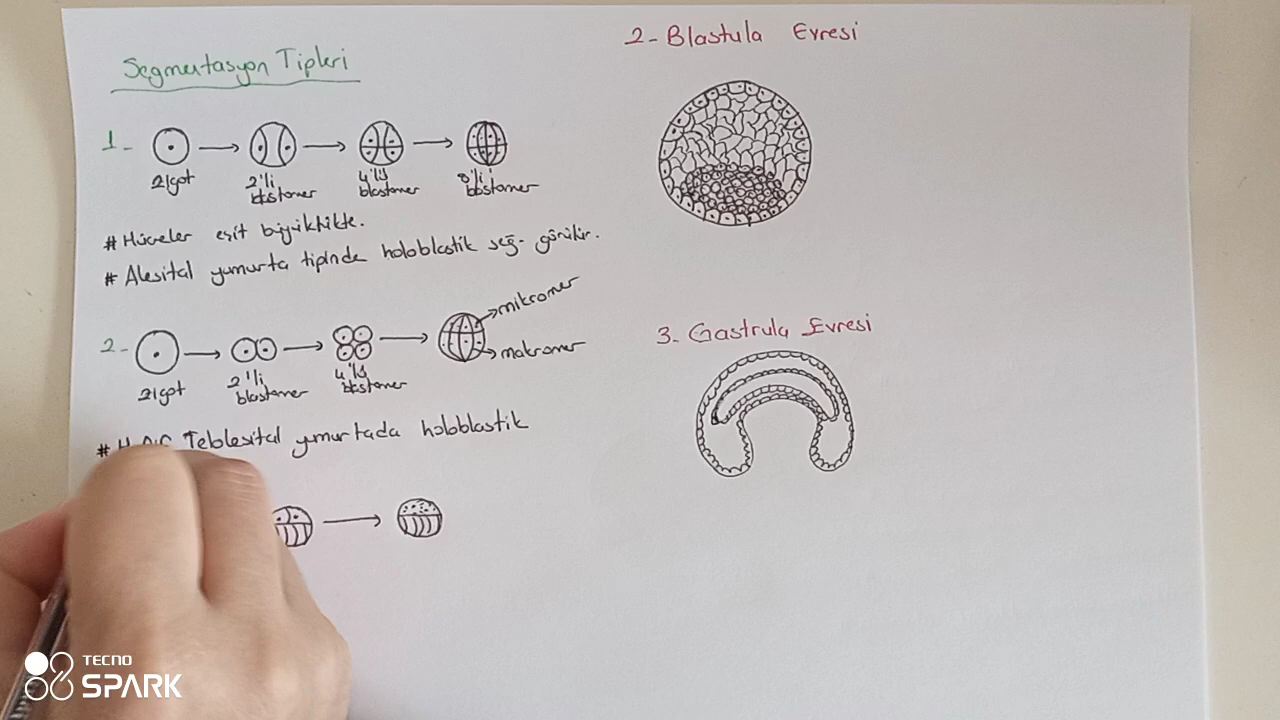 Segmentasyon Tipleri
1-
zigot
2'li blastomer
4'lü blastomer
8'li blastomer
# Hücreler eşit büyüklükte.
# Alesital yumurta tipinde holoblastik seg- görülür.
2-
mikromer
makromer
zigot
2'li blastomer
4'lü blastomer
# Teblesital yumurtada holoblastik
2- Blastula Evresi
3. Gastrula Evresi
TECNO
SPARK